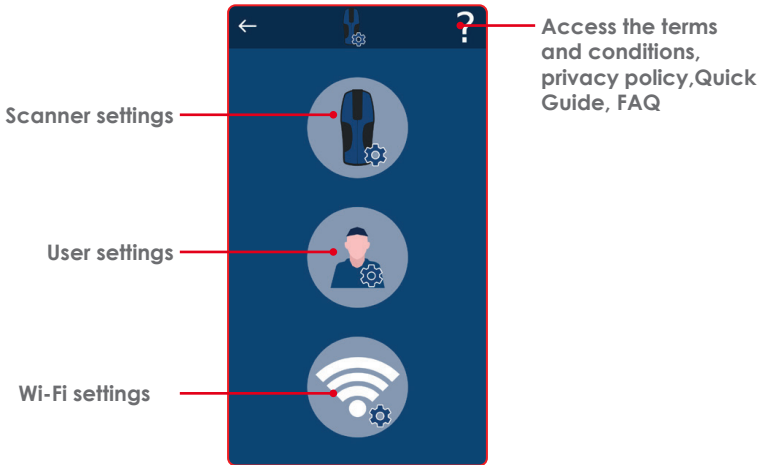 ←
?
Access the terms
and conditions,
privacy policy,Quick
Guide, FAQ
Scanner settings
User settings
Wi-Fi settings